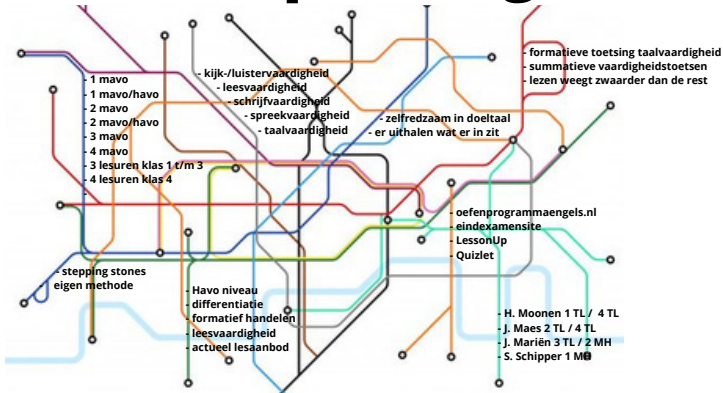 - 1 mavo
- 1 mavo/havo
- 2 mavo
- 2 mavo/havo
- 3 mavo
- 4 mavo
- 3 lesuren klas 1 t/m 3
- 4 lesuren klas 4
-
- kijk-/luistervaardigheid
- leesvaardigheid
- schrijfvaardigheid
- spreekvaardigheid
- taalvaardigheid
- zelfredzaam in doeltaal
- er uithalen wat er in zit
- formatieve toetsing taalvaardigheid
- summatieve vaardigheidstoetsen
- lezen weegt zwaarder dan de rest
- stepping stones
eigen methode
- Havo niveau
- differentiatie
- formatief handelen
- leesvaardigheid
- actueel lesaanbod
- oefenprogrammaengels.nl
- eindexamensite
- LessonUp
- Quizlet
- H. Moonen 1 TL / 4 TL
- J. Maes 2 TL / 4 TL
- J. Mariën 3 TL / 2 MH
- S. Schipper 1 MH